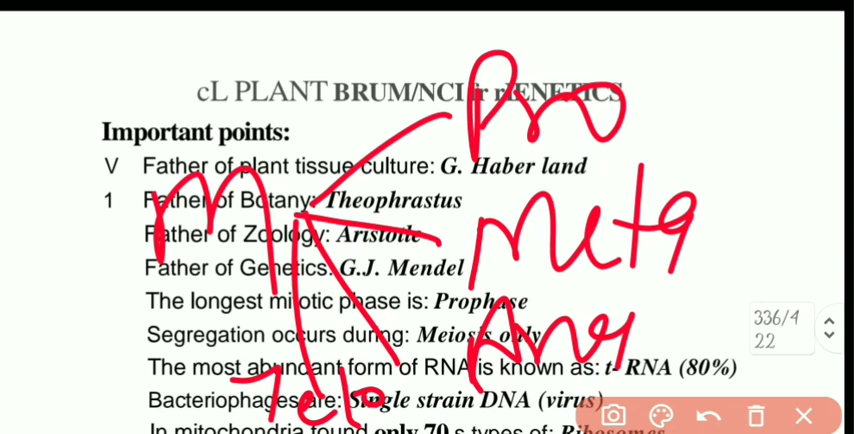 cL PLANT BRUM/NCI fr rIENETICS
Pro
Important points:
V Father of plant tissue culture: G. Haber land
1 Father of Botany: Theophrastus
M
Father of Zoology: Aristotle
Meta
Father of Genetics: G.J. Mendel
The longest mitotic phase is: Prophase
336/4
22
Segregation occurs during: Meiosis only
Ana
The most abundant form of RNA is known as: t- RNA (80%)
Telo
Bacteriophages are: Single strain DNA (virus)
In mitochondria found only 70 s types of: Ribosomes